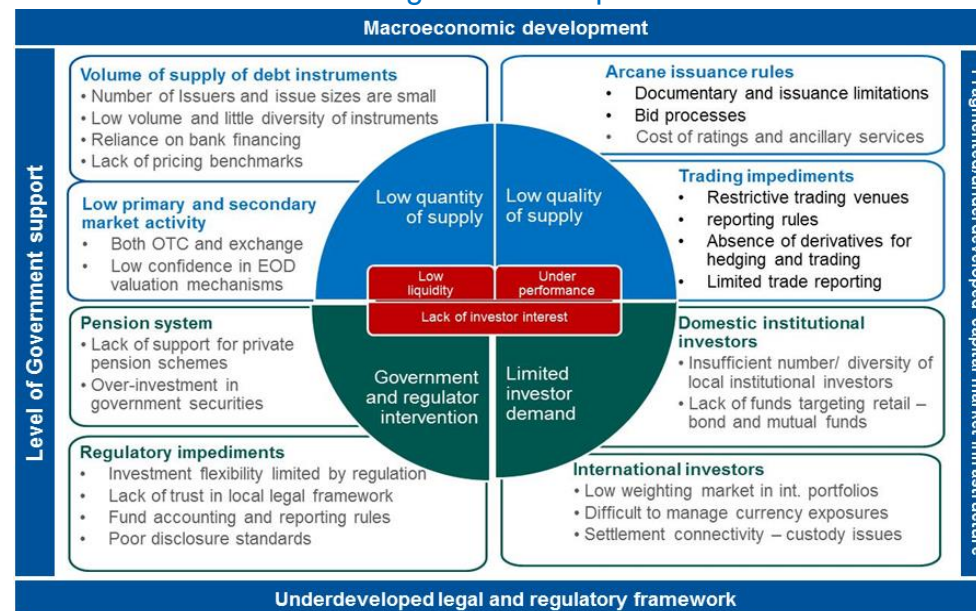 Macroeconomic development
Level of Government support
Volume of supply of debt instruments
• Number of Issuers and issue sizes are small
• Low volume and little diversity of instruments
• Reliance on bank financing
• Lack of pricing benchmarks
Low primary and secondary
market activity
• Both OTC and exchange
• Low confidence in EOD
valuation mechanisms
Pension system
• Lack of support for private
pension schemes
• Over-investment in
government securities
Regulatory impediments
• Investment flexibility limited by regulation
• Lack of trust in local legal framework
• Fund accounting and reporting rules
• Poor disclosure standards
Low quantity
of supply
Low quality
of supply
Low
liquidity
Under
performance
Lack of investor interest
Government
and regulator
intervention
Limited
investor
demand
Arcane issuance rules
• Documentary and issuance limitations
• Bid processes
• Cost of ratings and ancillary services
Trading impediments
• Restrictive trading venues
• reporting rules
• Absence of derivatives for
hedging and trading
• Limited trade reporting
Domestic institutional
investors
• Insufficient number/ diversity of
local institutional investors
• Lack of funds targeting retail –
bond and mutual funds
International investors
• Low weighting market in int. portfolios
• Difficult to manage currency exposures
• Settlement connectivity – custody issues
Underdeveloped legal and regulatory framework